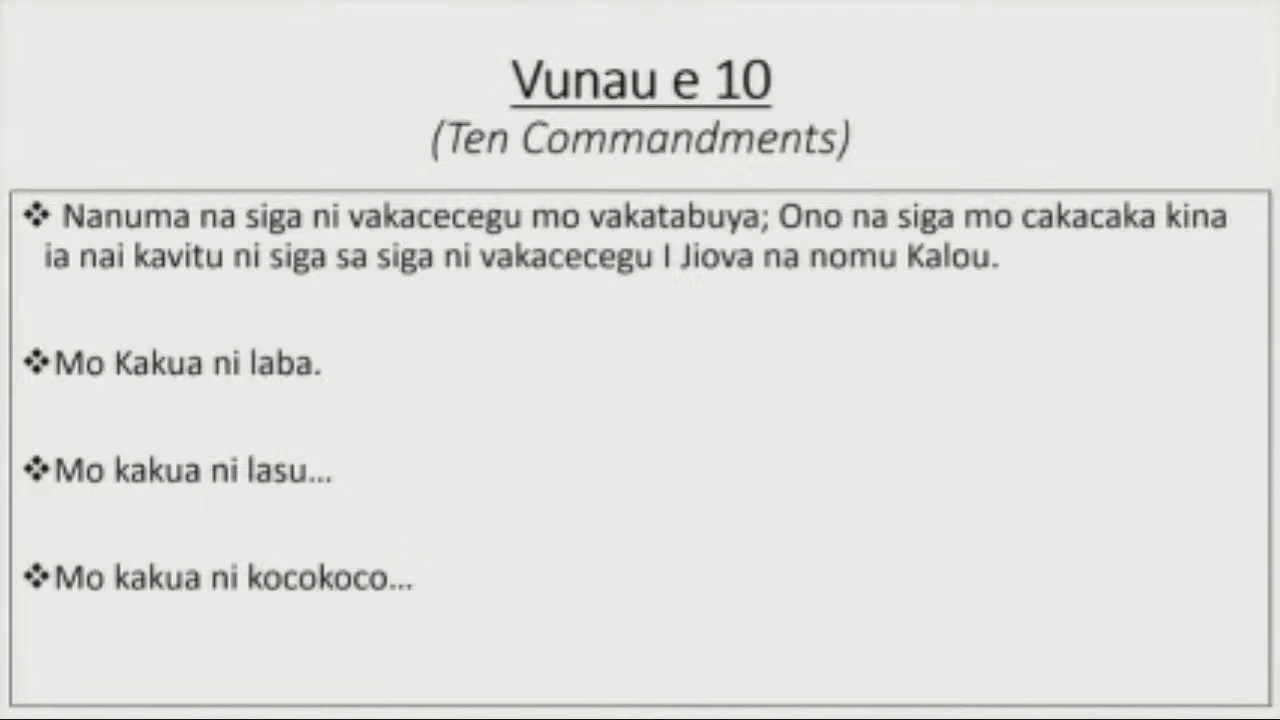 Vunau e 10
(Ten Commandments)
❖ Nanuma na siga ni vakacecegu mo vakatabuya; Ono na siga mo cakacaka kina
ia nai kavitu ni siga sa siga ni vakacecegu I Jiova na nomu Kalou.
❖Mo Kakua ni laba.
❖Mo kakua ni lasu...
❖Mo kakua ni kocokoco...